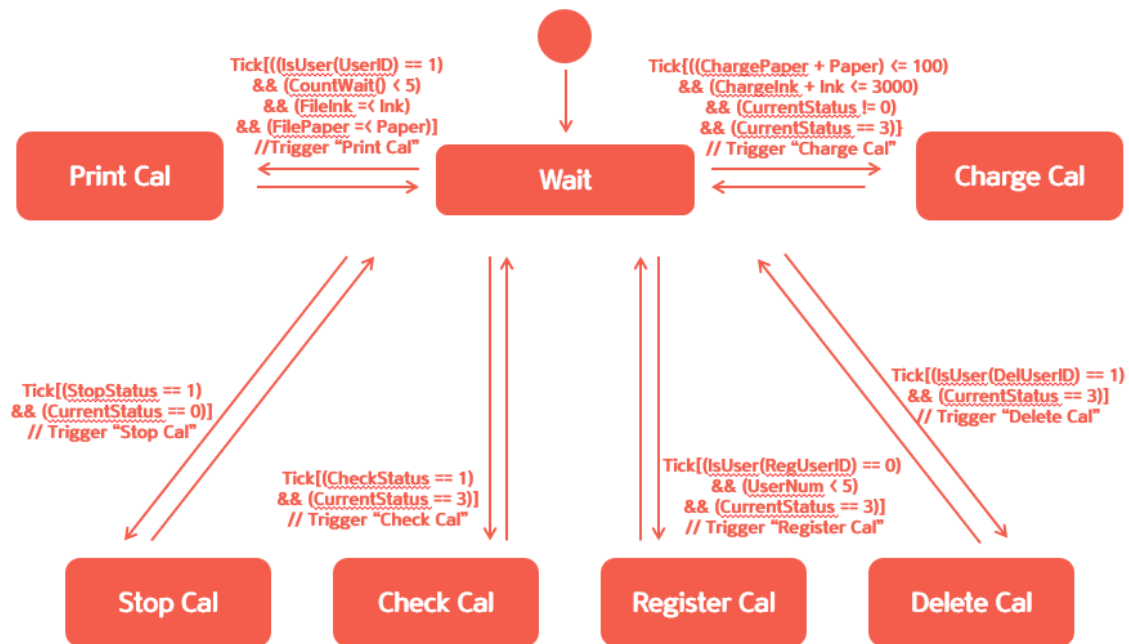 Tick[((IsUser(UserID) == 1)
&& (CountWait() < 5)
&& (FileInk =< Ink)
&& (FilePaper =< Paper)]
//Trigger “Print Cal”
Tick{((ChargePaper + Paper) <= 100)
&& (ChargeInk + Ink <= 3000)
&& (CurrentStatus != 0)
&& (CurrentStatus == 3)}
// Trigger “Charge Cal”
Print Cal
Wait
Charge Cal
Tick[(StopStatus == 1)
&& (CurrentStatus == 0)]
// Trigger “Stop Cal”
Tick[(CheckStatus == 1)
&& (CurrentStatus == 3)]
// Trigger “Check Cal”
Tick[(IsUser(RegUserID) == 0)
&& (UserNum < 5)
&& (CurrentStatus == 3)]
// Trigger “Register Cal”
Tick[(IsUser(DelUserID) == 1)
&& (CurrentStatus == 3)]
// Trigger “Delete Cal”
Stop Cal
Check Cal
Register Cal
Delete Cal